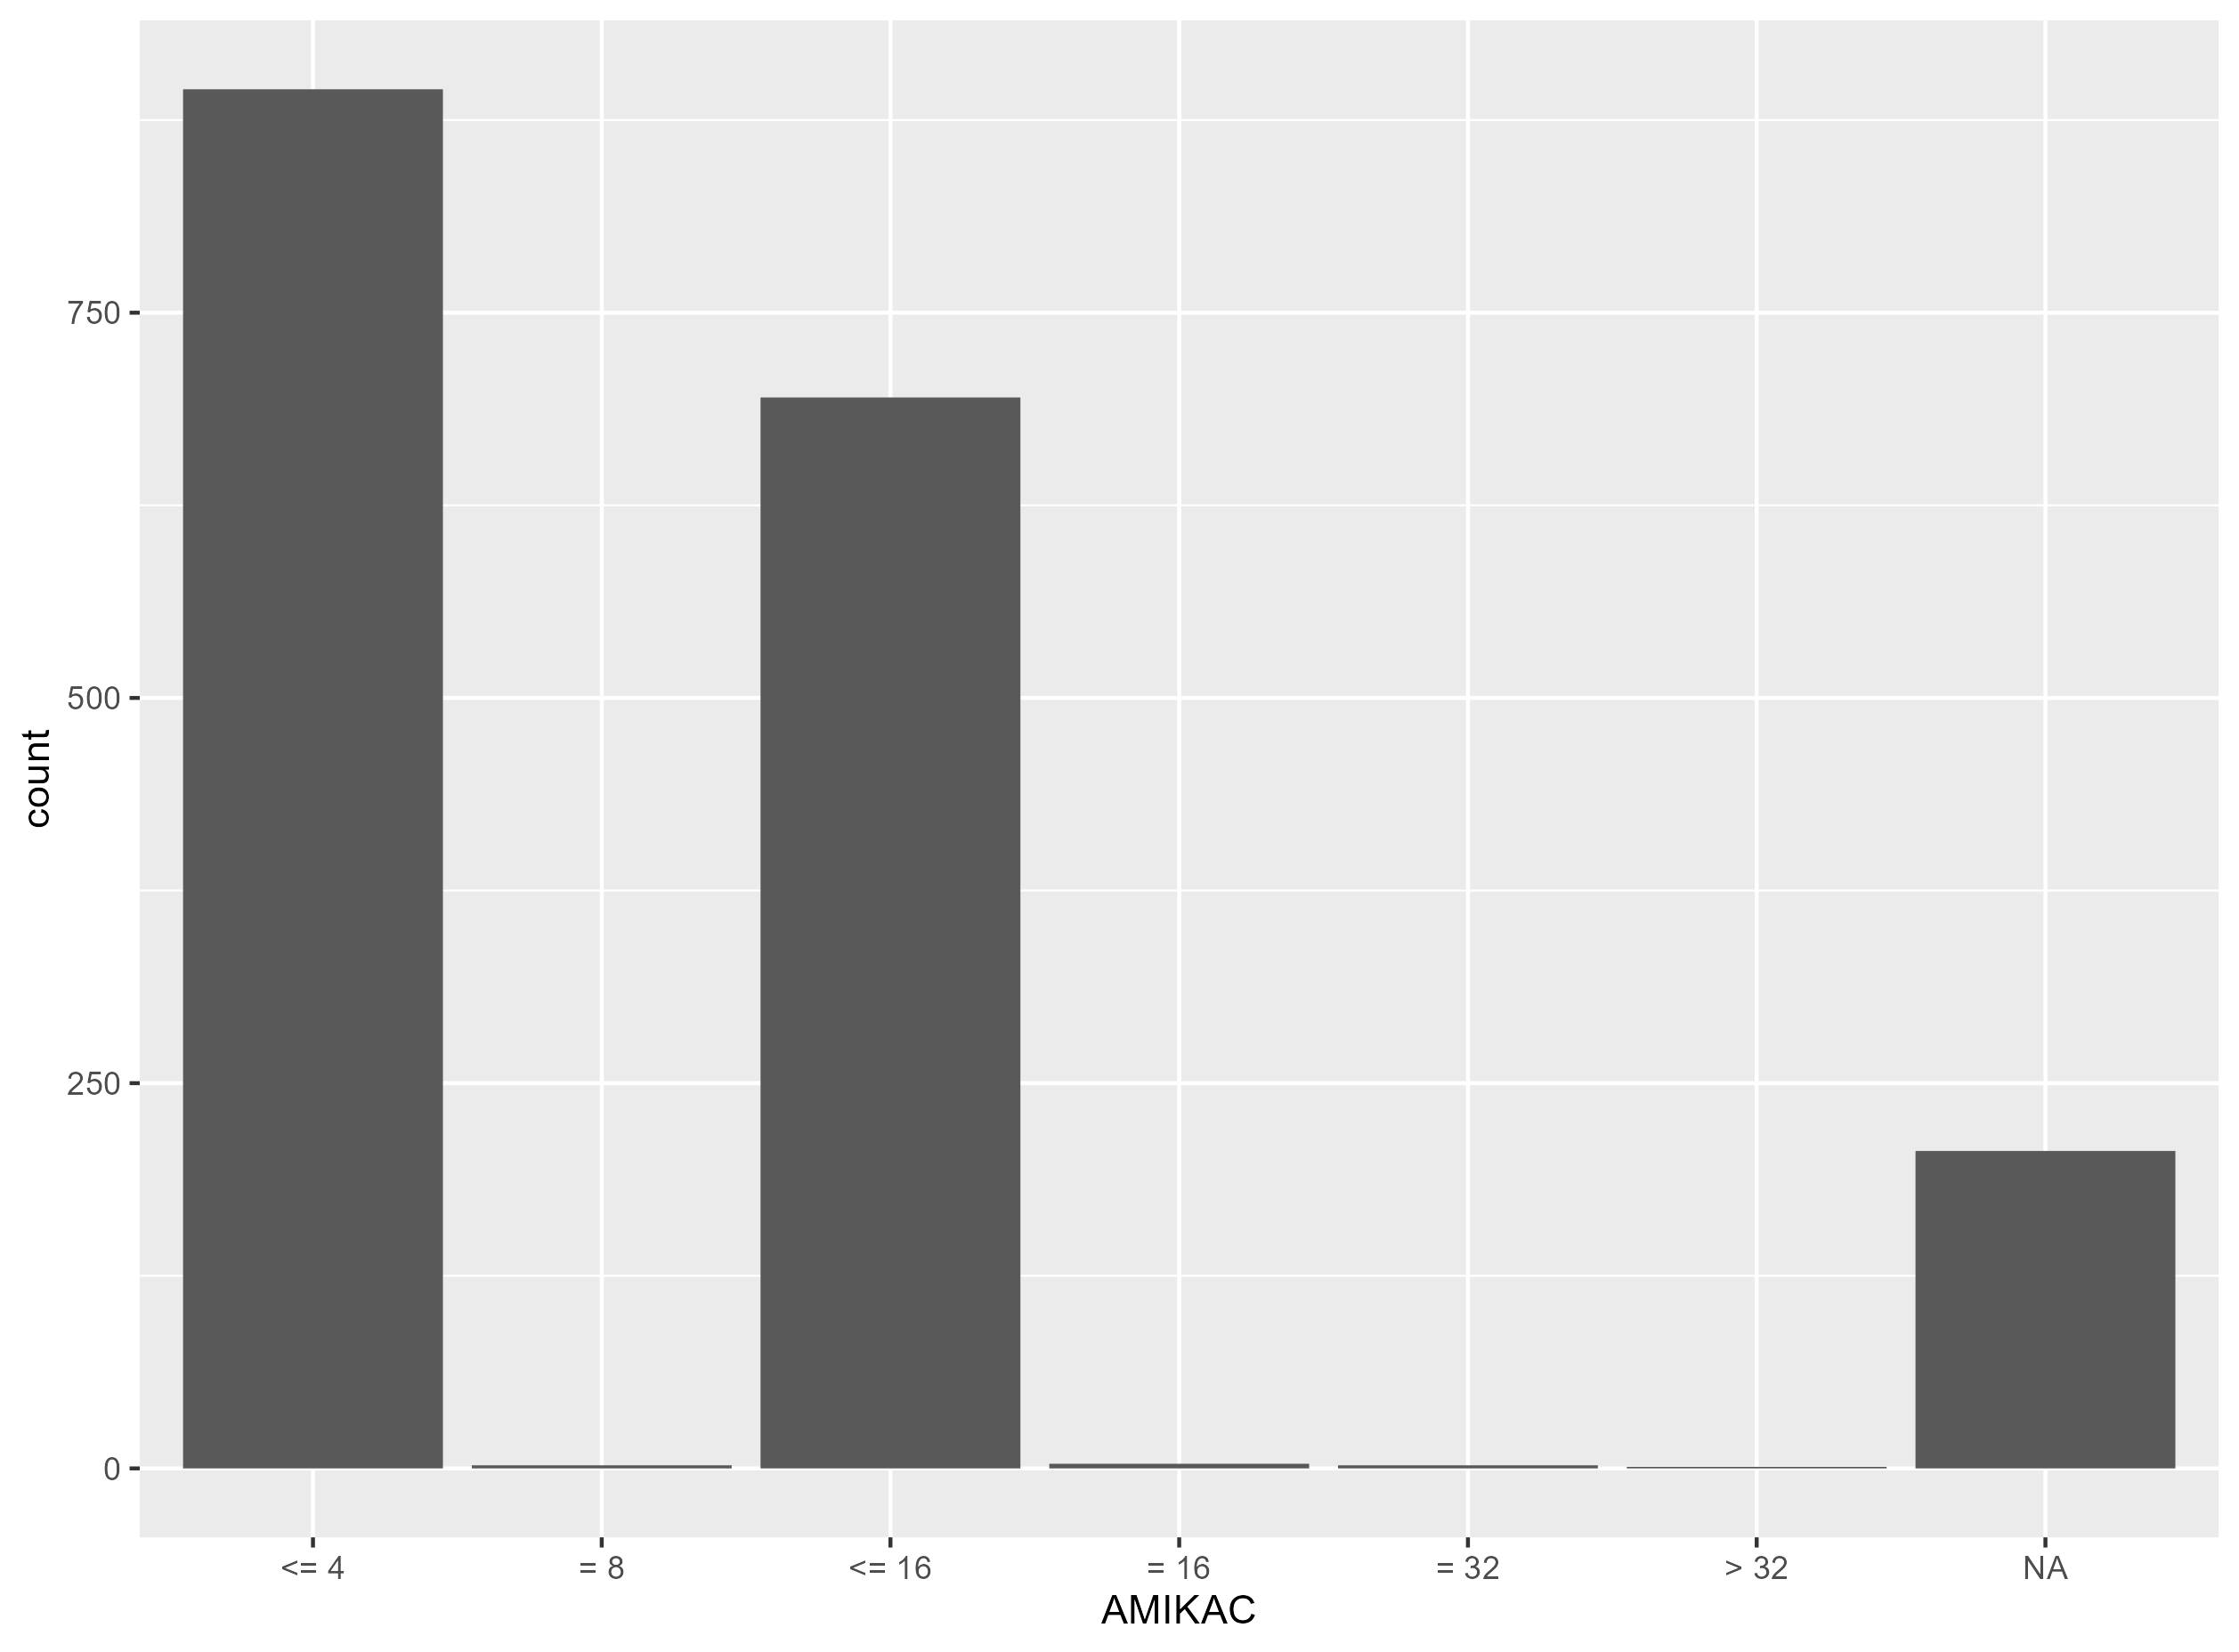 750
500
250
0
count
<= 4 = 8 <= 16 = 16 = 32 > 32 NA
AMIKAC